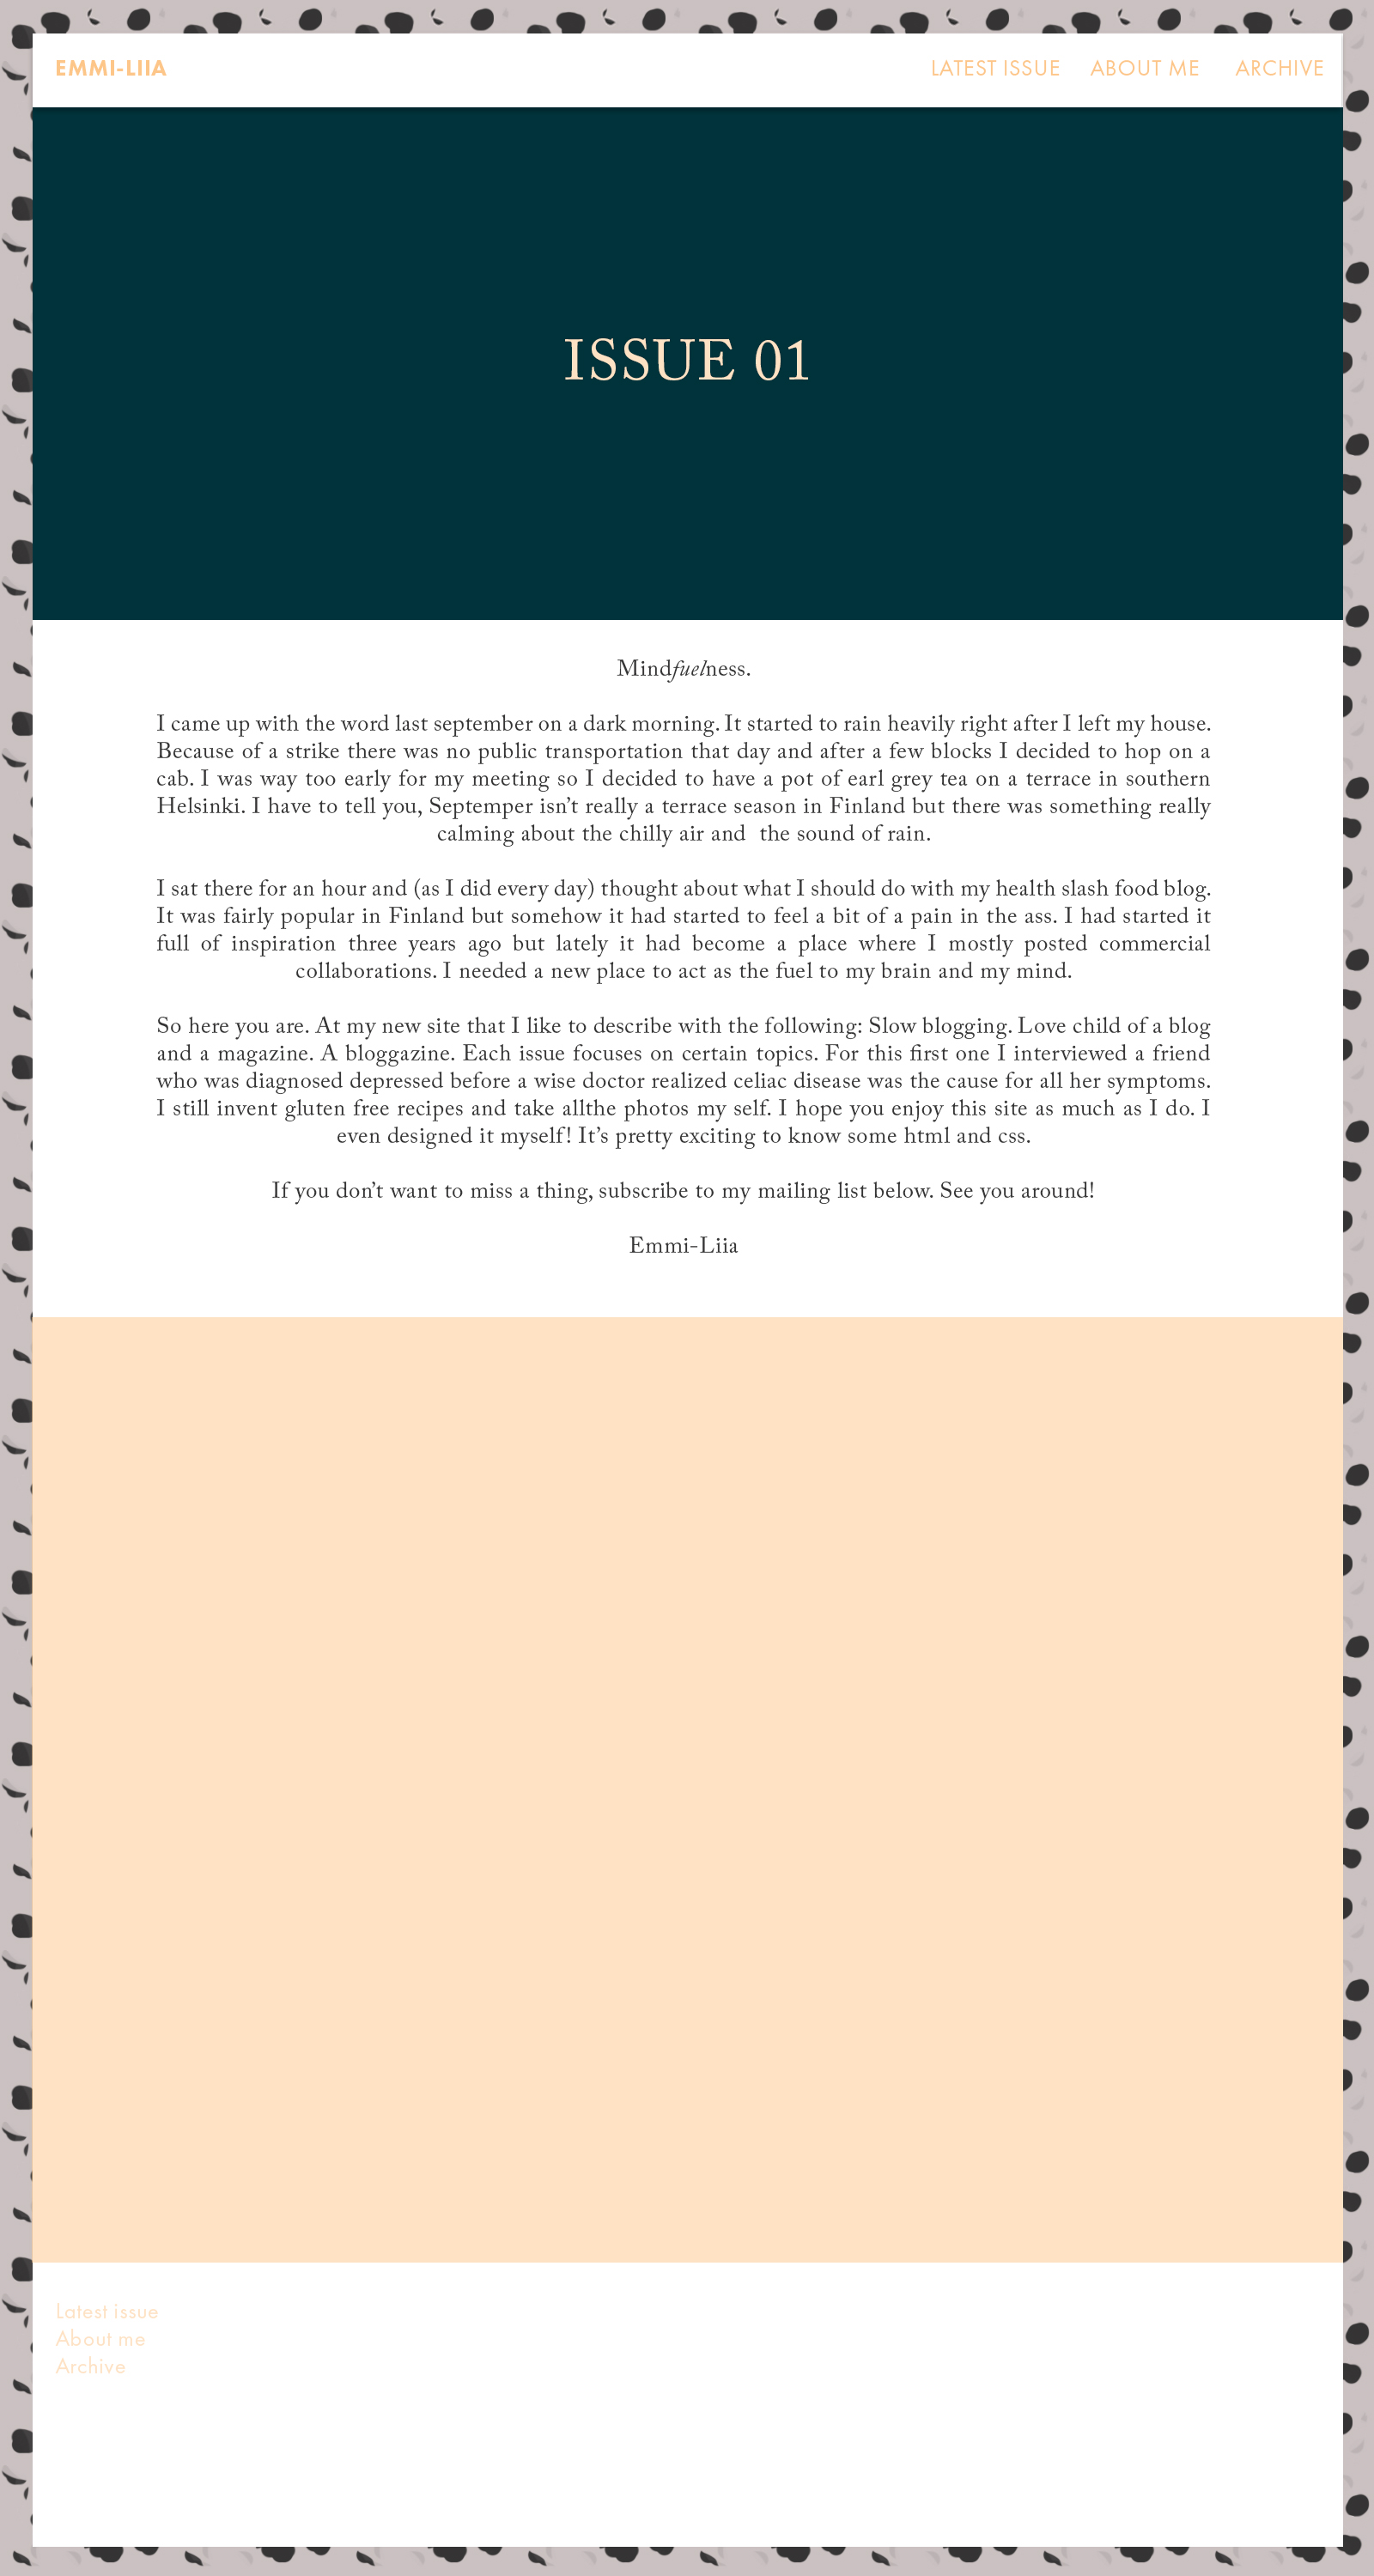 EMMI-LIIA
LATEST ISSUE ABOUT ME ARCHIVE
ISSUE 01
Mindfuelness.
I came up with the word last september on a dark morning. It started to rain heavily right after I left my house.
Because of a strike there was no public transportation that day and after a few blocks I decided to hop on a
cab. I was way too early for my meeting so I decided to have a pot of earl grey tea on a terrace in southern
Helsinki. I have to tell you, Septemper isn’t really a terrace season in Finland but there was something really
calming about the chilly air and the sound of rain.
I sat there for an hour and (as I did every day) thought about what I should do with my health slash food blog.
It was fairly popular in Finland but somehow it had started to feel a bit of a pain in the ass. I had started it
full of inspiration three years ago but lately it had become a place where I mostly posted commercial
collaborations. I needed a new place to act as the fuel to my brain and my mind.
So here you are. At my new site that I like to describe with the following: Slow blogging. Love child of a blog
and a magazine. A bloggazine. Each issue focuses on certain topics. For this first one I interviewed a friend
who was diagnosed depressed before a wise doctor realized celiac disease was the cause for all her symptoms.
I still invent gluten free recipes and take allthe photos my self. I hope you enjoy this site as much as I do. I
even designed it myself! It’s pretty exciting to know some html and css.
If you don’t want to miss a thing, subscribe to my mailing list below. See you around!
Emmi-Liia
Latest issue
About me
Archive